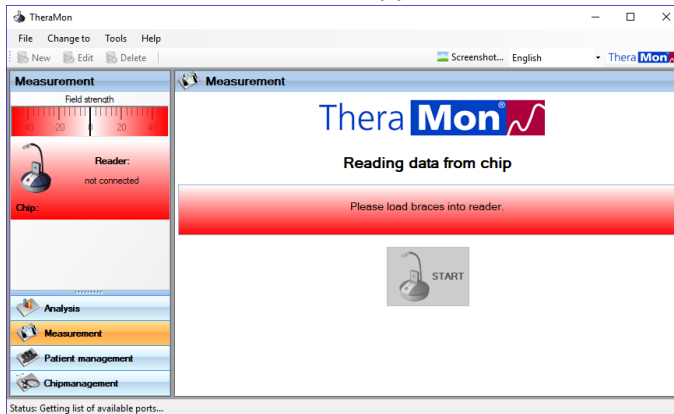 TheraMon
File Change to Tools Help
New Edit Delete Screenshot... English Thera Mon
Measurement
Field strength
-40 -20 0 20 40
Reader:
not connected
Chip:
Analysis
Measurement
Patient management
Chipmanagement
Measurement
Thera Mon®
Reading data from chip
Please load braces into reader.
START
Status: Getting list of available ports...